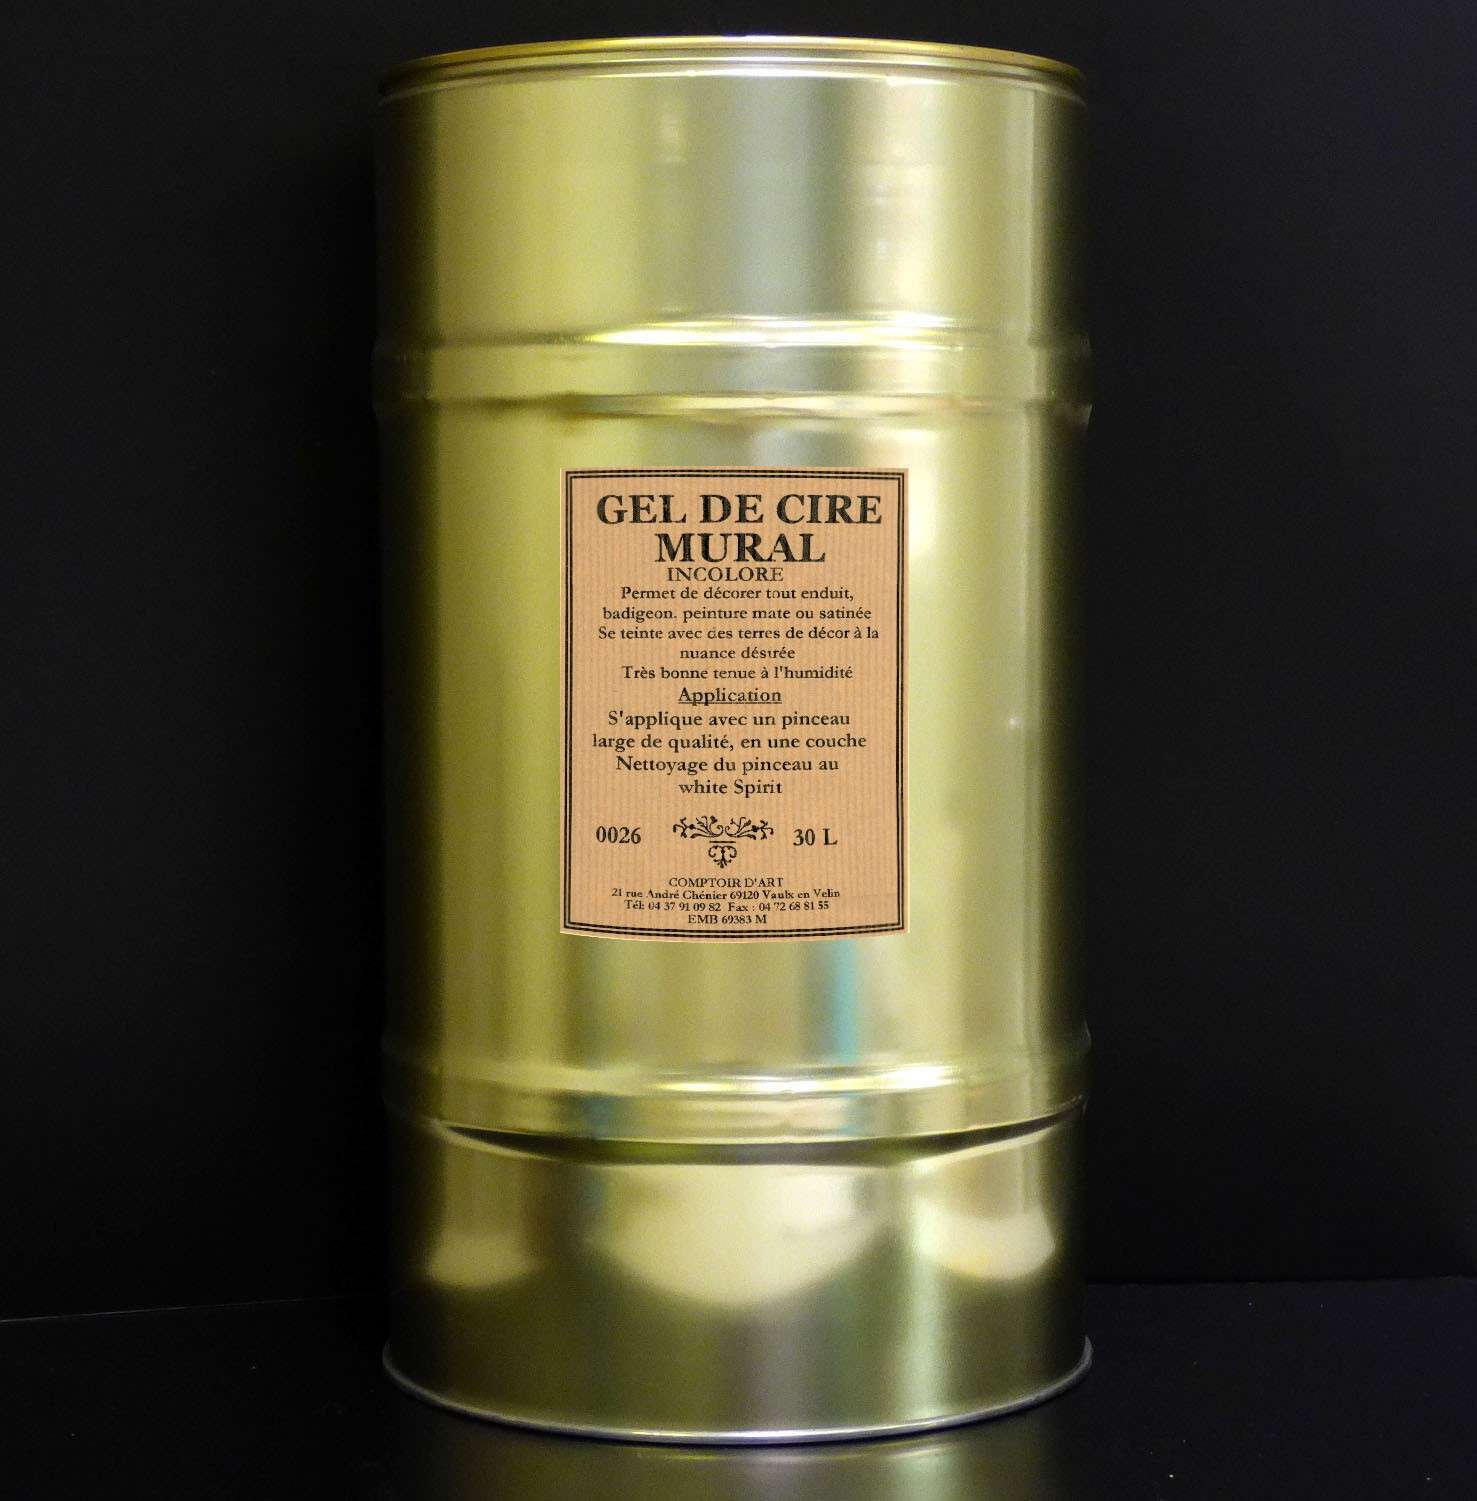 GEL DE CIRE
MURAL
INCOLORE
Permet de décorer tout enduit,
badigeon. peinture mate ou satinée
Se teinte avec des terres de décor à la
nuance désirée
Très bonne tenue à l'humidité
Application
S'applique avec un pinceau
large de qualité, en une couche
Nettoyage du pinceau au
white Spirit
0026 30 L
COMPTOIR D'ART
21 rue André Chénier 69120 Vaulx en Velin
Tél: 04 37 91 09 82 Fax : 04 72 68 81 55
EMB 69383 M